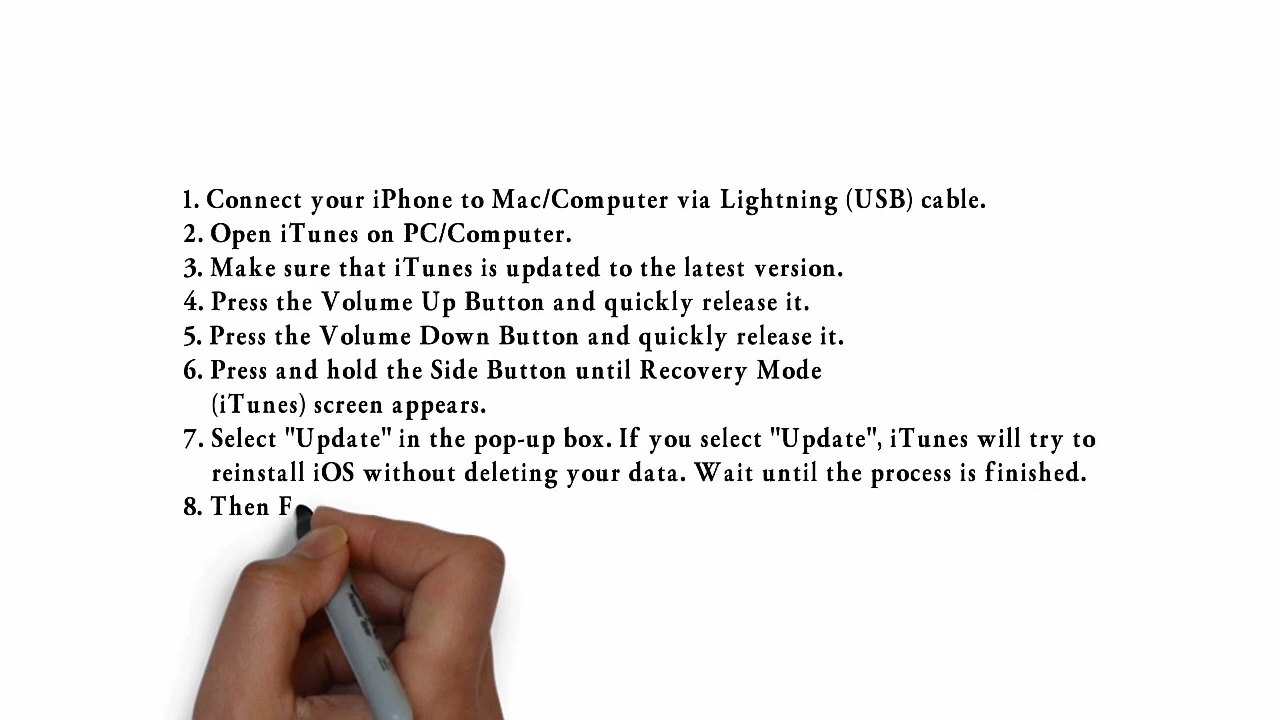 1. Connect your iPhone to Mac/Computer via Lightning (USB) cable.
2. Open iTunes on PC/Computer.
3. Make sure that iTunes is updated to the latest version.
4. Press the Volume Up Button and quickly release it.
5. Press the Volume Down Button and quickly release it.
6. Press and hold the Side Button until Recovery Mode
(iTunes) screen appears.
7. Select "Update" in the pop-up box. If you select "Update", iTunes will try to
reinstall iOS without deleting your data. Wait until the process is finished.
8. Then F